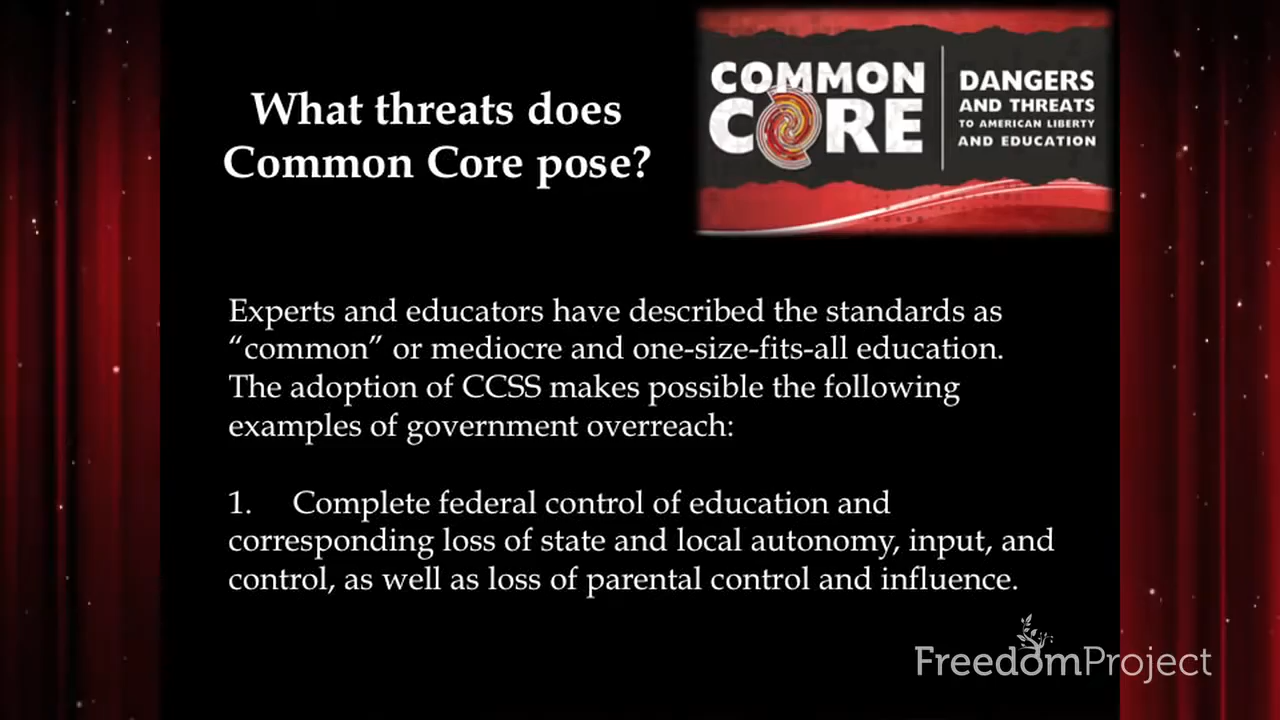 What threats does
Common Core pose?
COMMON
CORE
DANGERS
AND THREATS
TO AMERICAN LIBERTY
AND EDUCATION
Experts and educators have described the standards as
“common” or mediocre and one-size-fits-all education.
The adoption of CCSS makes possible the following
examples of government overreach:
1. Complete federal control of education and
corresponding loss of state and local autonomy, input, and
control, as well as loss of parental control and influence.
FreedomProject